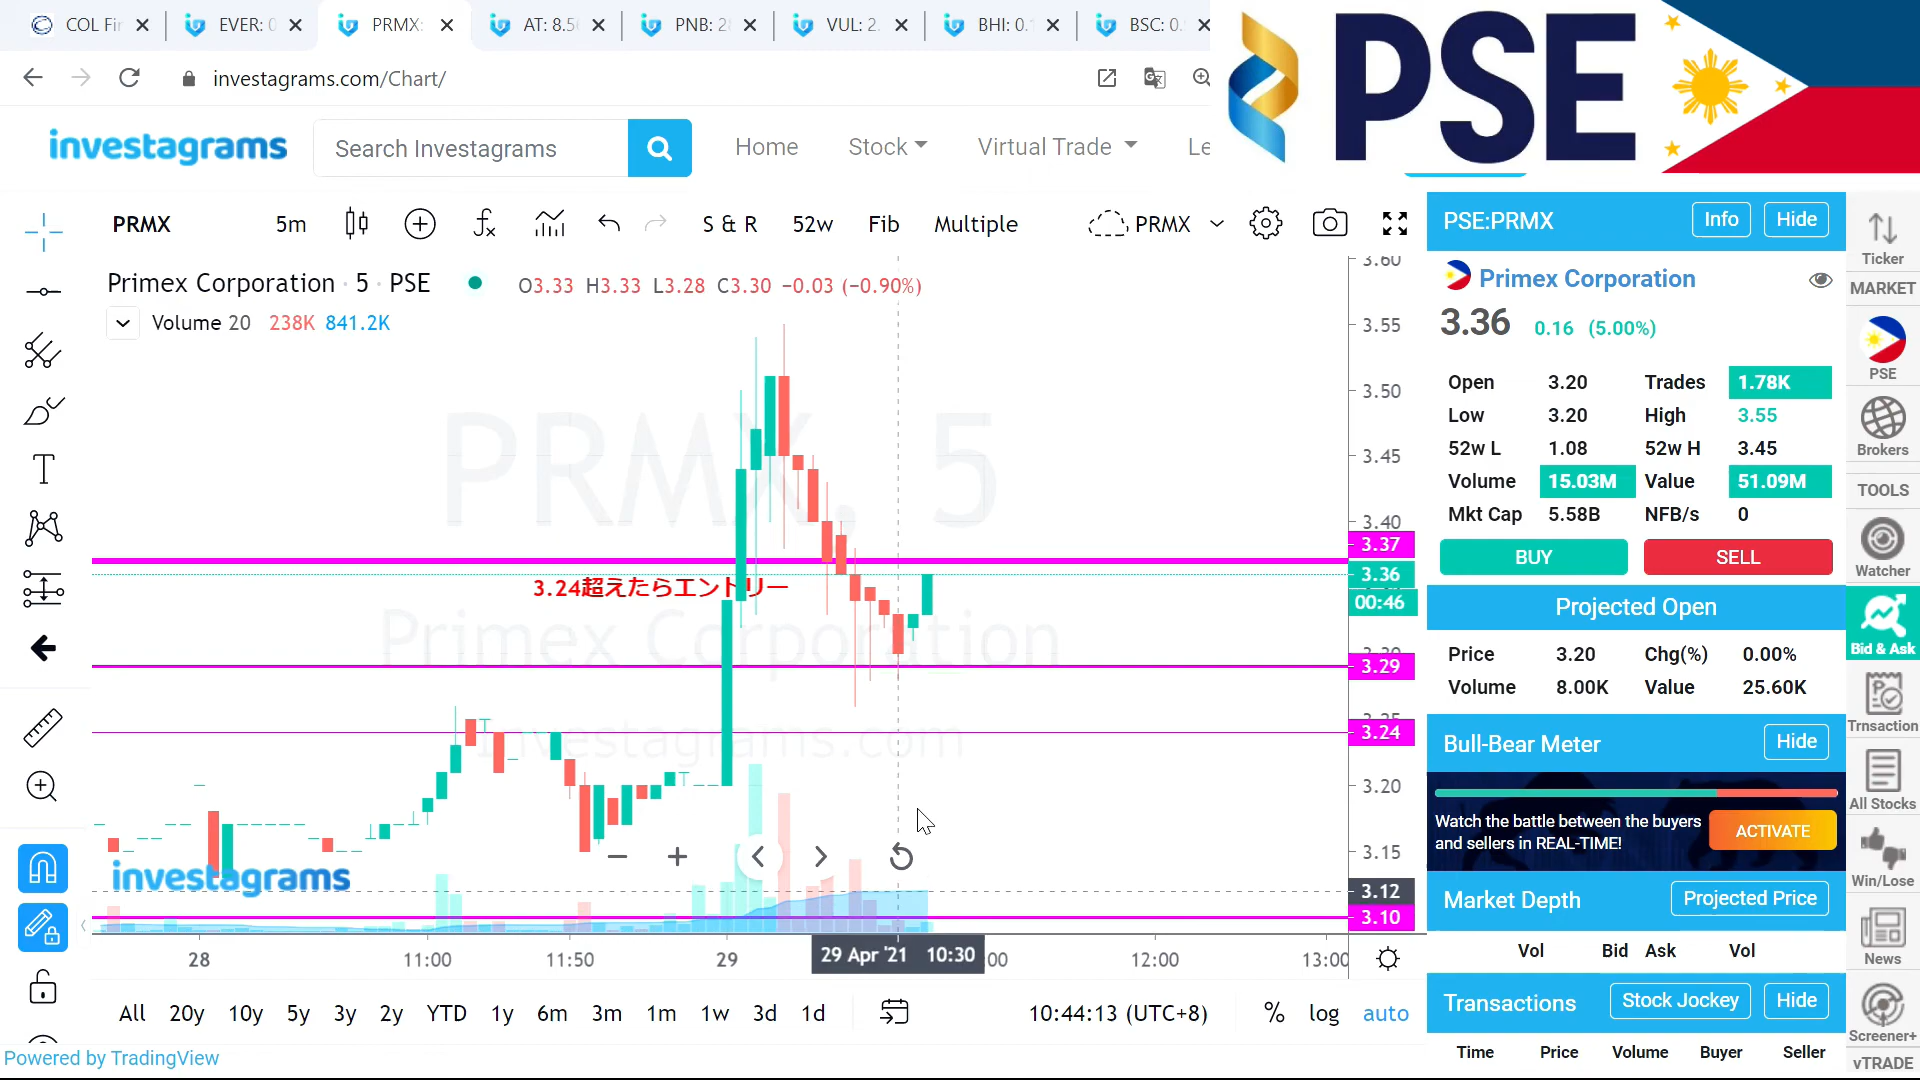 COL Fir
EVER: 0
PRMX:
AT: 8.5
PNB: 2
VUL: 2.
BHI: 0.
BSC: 0.
PSE
investagrams.com/Chart/
investagrams
Search Investagrams
Home
Stock
Virtual Trade
Le
PRMX
5m
S & R
52w
Fib
Multiple
PRMX
Primex Corporation · 5 · PSE
O3.33 H3.33 L3.28 C3.30 −0.03 (−0.90%)
Volume 20 238K 841.2K
PRMX, 5
Primex Corporation
investagrams.com
3.24超えたらエントリー
3.60
3.55
3.50
3.45
3.40
3.37
3.36
00:46
3.30
3.29
3.25
3.24
3.20
3.15
3.12
3.10
investagrams
28
11:00
11:50
29
29 Apr '21 10:30
:00
12:00
13:00
All 20y 10y 5y 3y 2y YTD 1y 6m 3m 1m 1w 3d 1d
10:44:13 (UTC+8)
% log auto
Powered by TradingView
PSE:PRMX
Info
Hide
Primex Corporation
3.36 0.16 (5.00%)
Open 3.20 Trades 1.78K
Low 3.20 High 3.55
52w L 1.08 52w H 3.45
Volume 15.03M Value 51.09M
Mkt Cap 5.58B NFB/s 0
BUY
SELL
Projected Open
Price 3.20 Chg(%) 0.00%
Volume 8.00K Value 25.60K
Bull-Bear Meter
Hide
Watch the battle between the buyers
and sellers in REAL-TIME!
ACTIVATE
Market Depth
Projected Price
Vol Bid Ask Vol
Transactions
Stock Jockey
Hide
Time Price Volume Buyer Seller
Ticker
MARKET
PSE
Brokers
TOOLS
Watcher
Bid & Ask
Trnsaction
All Stocks
Win/Lose
News
Screener+
vTRADE